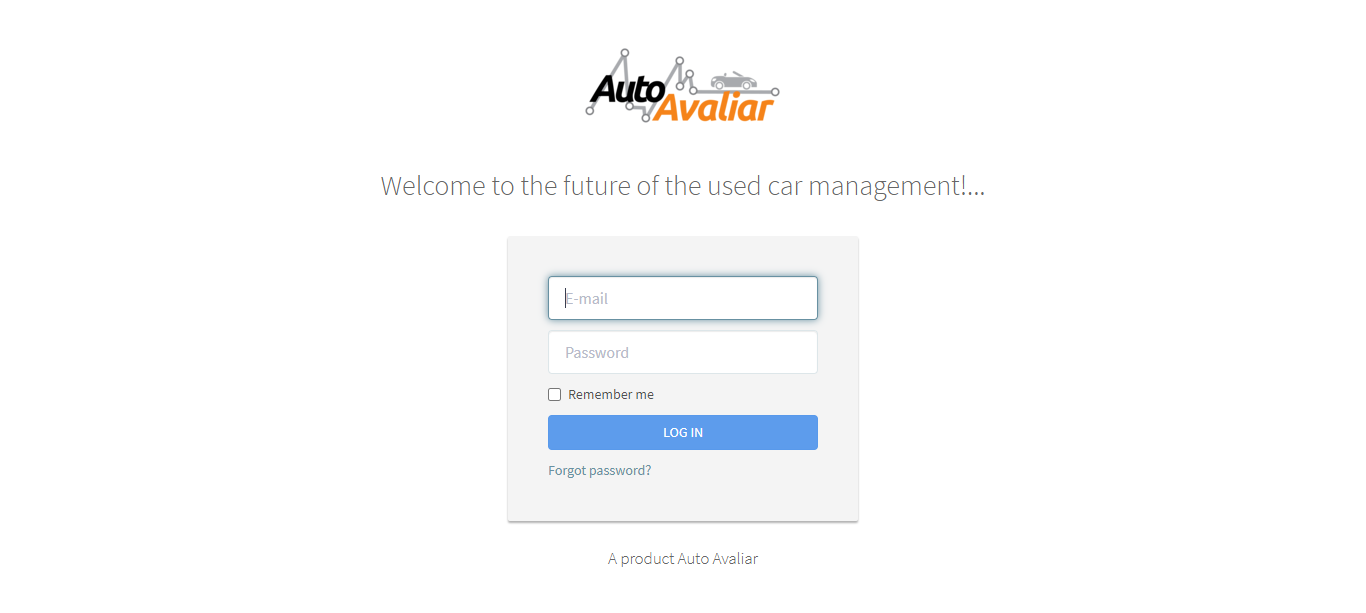 Auto
Avaliar
Welcome to the future of the used car management!...
E-mail
Password
Remember me
LOG IN
Forgot password?
A product Auto Avaliar